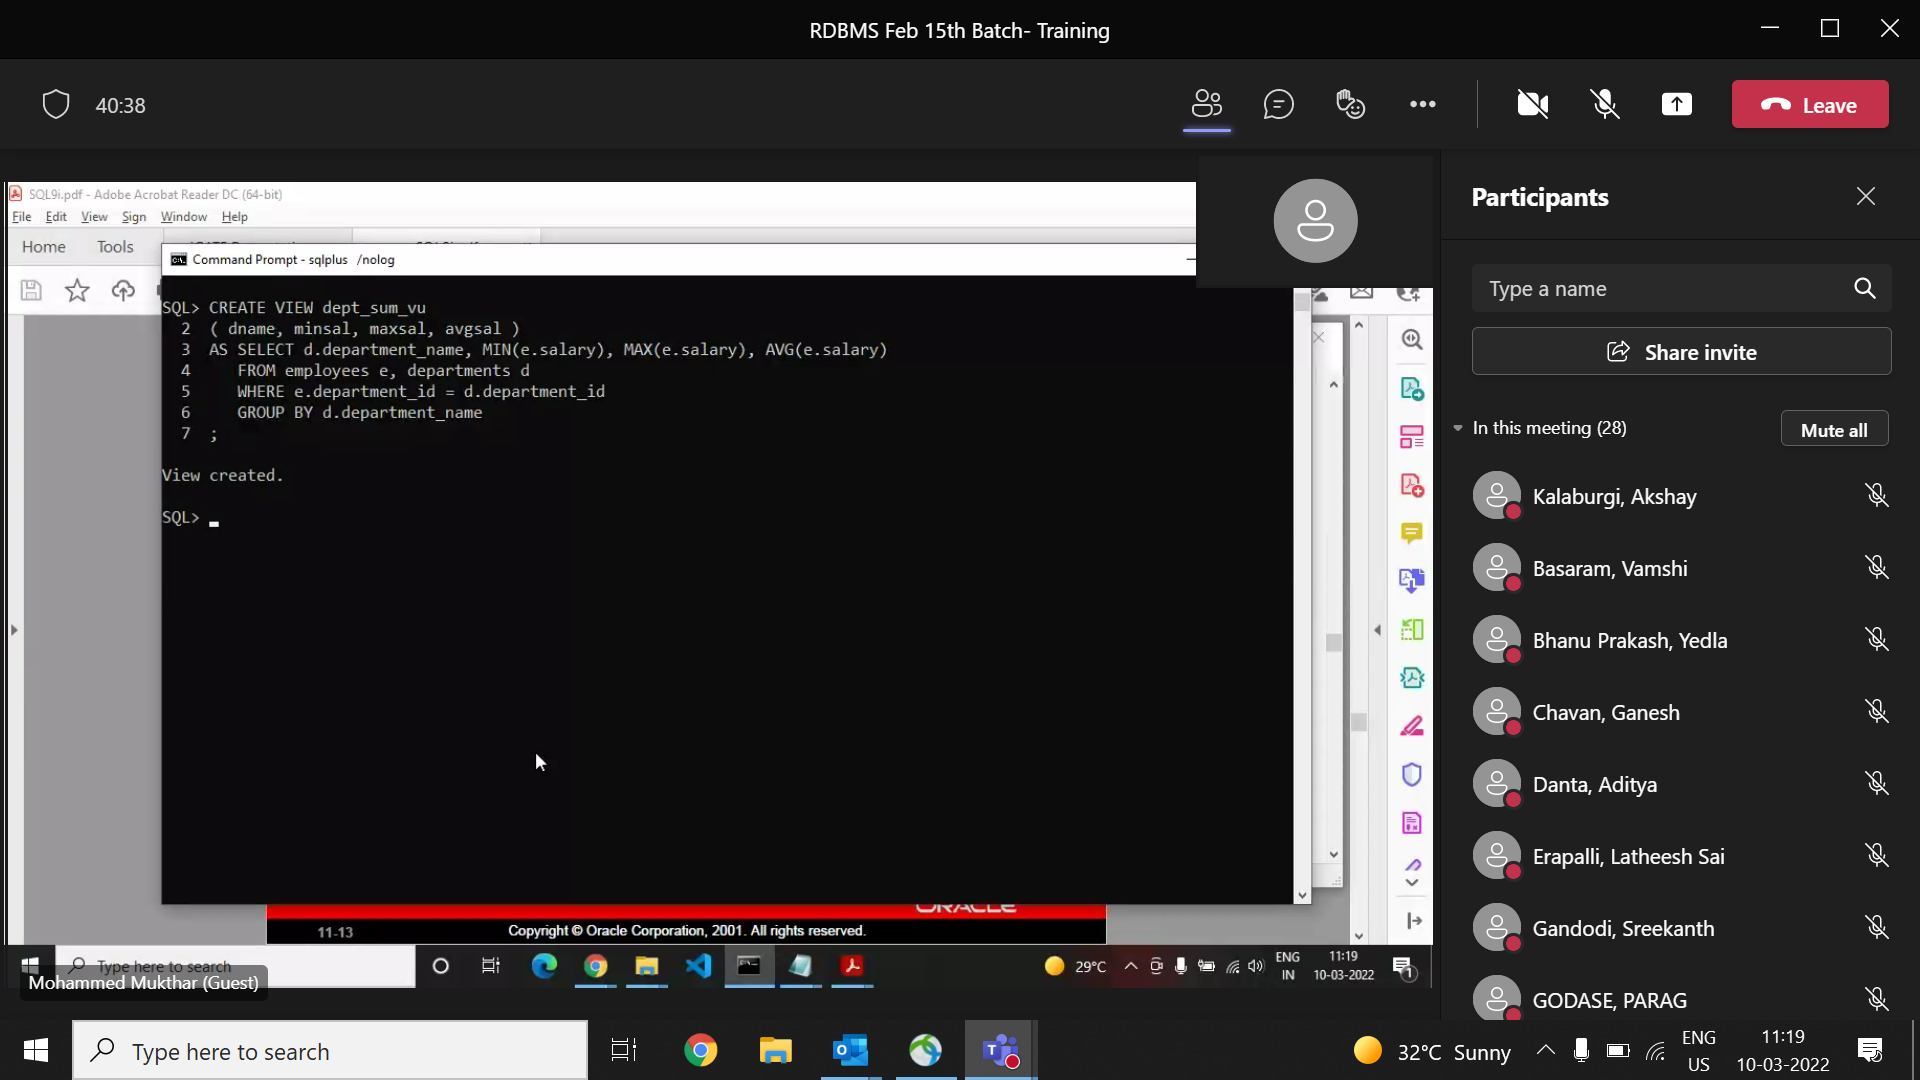 RDBMS Feb 15th Batch- Training
40:38
Leave
SQL9i.pdf - Adobe Acrobat Reader DC (64-bit)
File Edit View Sign Window Help
Home Tools
Command Prompt - sqlplus /nolog
SQL> CREATE VIEW dept_sum_vu
2 ( dname, minsal, maxsal, avgsal )
3 AS SELECT d.department_name, MIN(e.salary), MAX(e.salary), AVG(e.salary)
4 FROM employees e, departments d
5 WHERE e.department_id = d.department_id
6 GROUP BY d.department_name
7 ;
View created.
SQL>
ORACLE
11-13 Copyright © Oracle Corporation, 2001. All rights reserved.
Type here to search
29°C
ENG
IN
11:19
10-03-2022
1
Mohammed Mukthar (Guest)
Participants
Type a name
Share invite
In this meeting (28)
Mute all
Kalaburgi, Akshay
Basaram, Vamshi
Bhanu Prakash, Yedla
Chavan, Ganesh
Danta, Aditya
Erapalli, Latheesh Sai
Gandodi, Sreekanth
GODASE, PARAG
Type here to search
32°C Sunny
ENG
US
11:19
10-03-2022